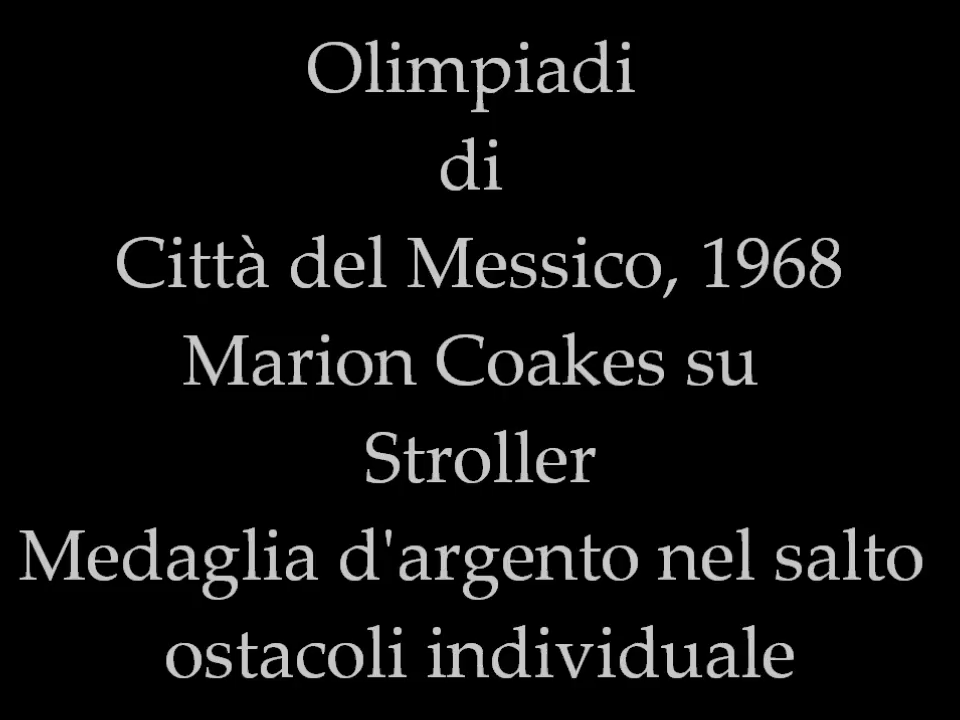 Olimpiadi
di
Città del Messico, 1968
Marion Coakes su
Stroller
Medaglia d'argento nel salto
ostacoli individuale